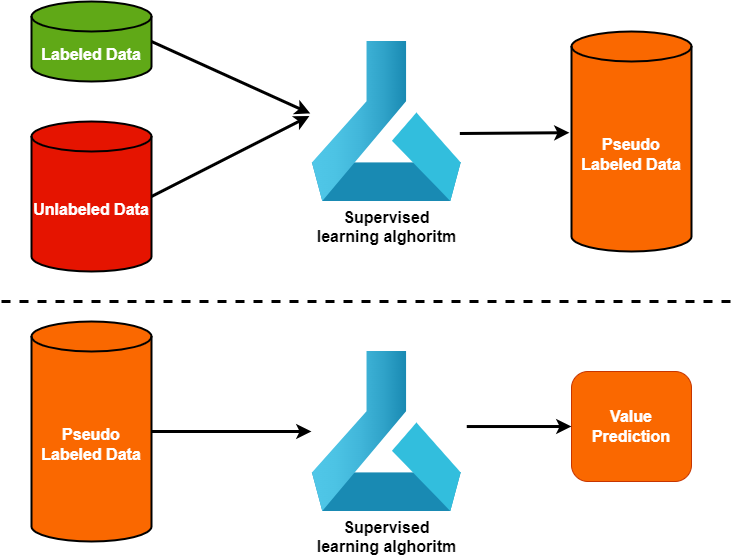 Labeled Data
Unlabeled Data
Supervised
learning alghoritm
Pseudo
Labeled Data
Pseudo
Labeled Data
Supervised
learning alghoritm
Value
Prediction